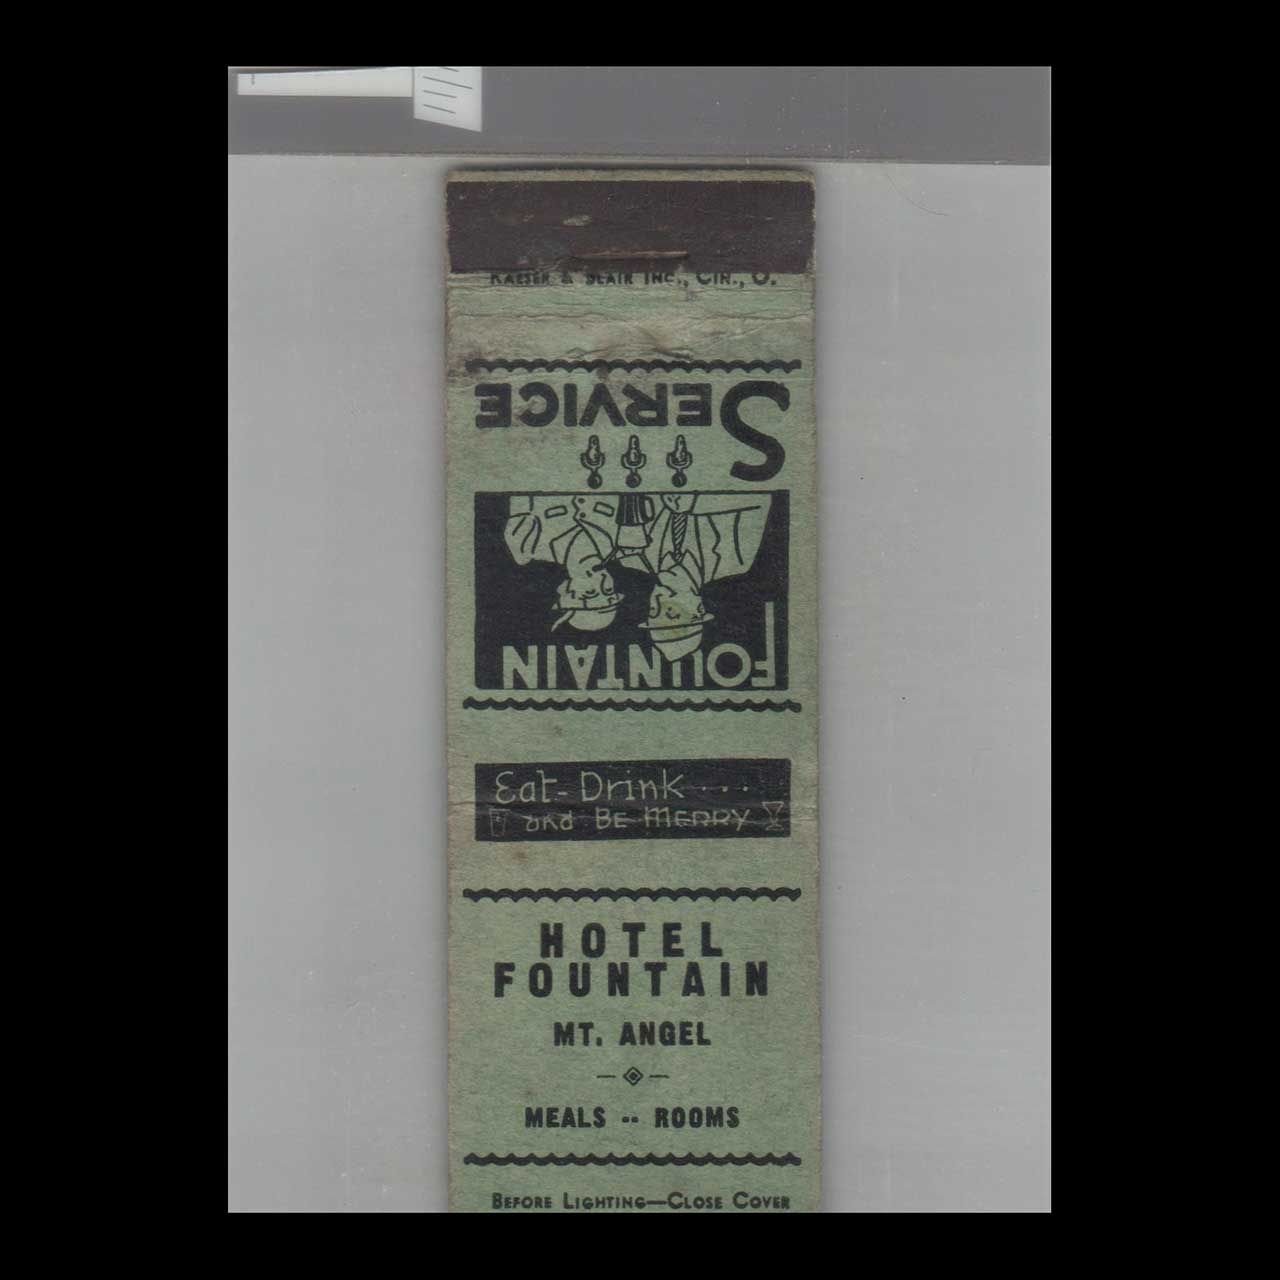 KAESER & BLAIR INC., CIN., O.
SERVICE
FOUNTAIN
Eat-Drink...
and BE MERRY
HOTEL
FOUNTAIN
MT. ANGEL
MEALS -- ROOMS
BEFORE LIGHTING—CLOSE COVER